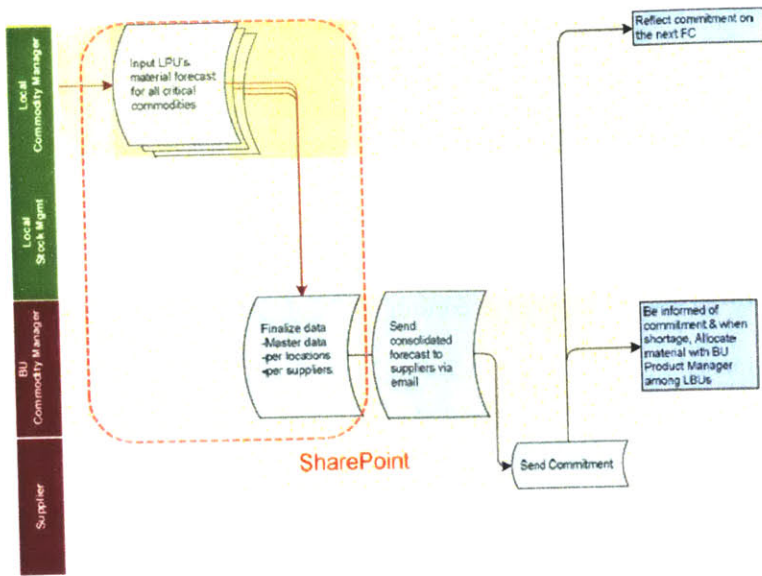 Local
Commodity Manager
Input LPU's
material forecast
for all critical
commodities
Reflect commitment on
the next FC
Local
Stock Mgmt
BU
Commodity Manager
Finalize data
-Master data
-per locations
-per suppliers
Send
consolidated
forecast to
suppliers via
email
Be informed of
commitment & when
shortage, Allocate
material with BU
Product Manager
among LBUs
SharePoint
Supplier
Send Commitment